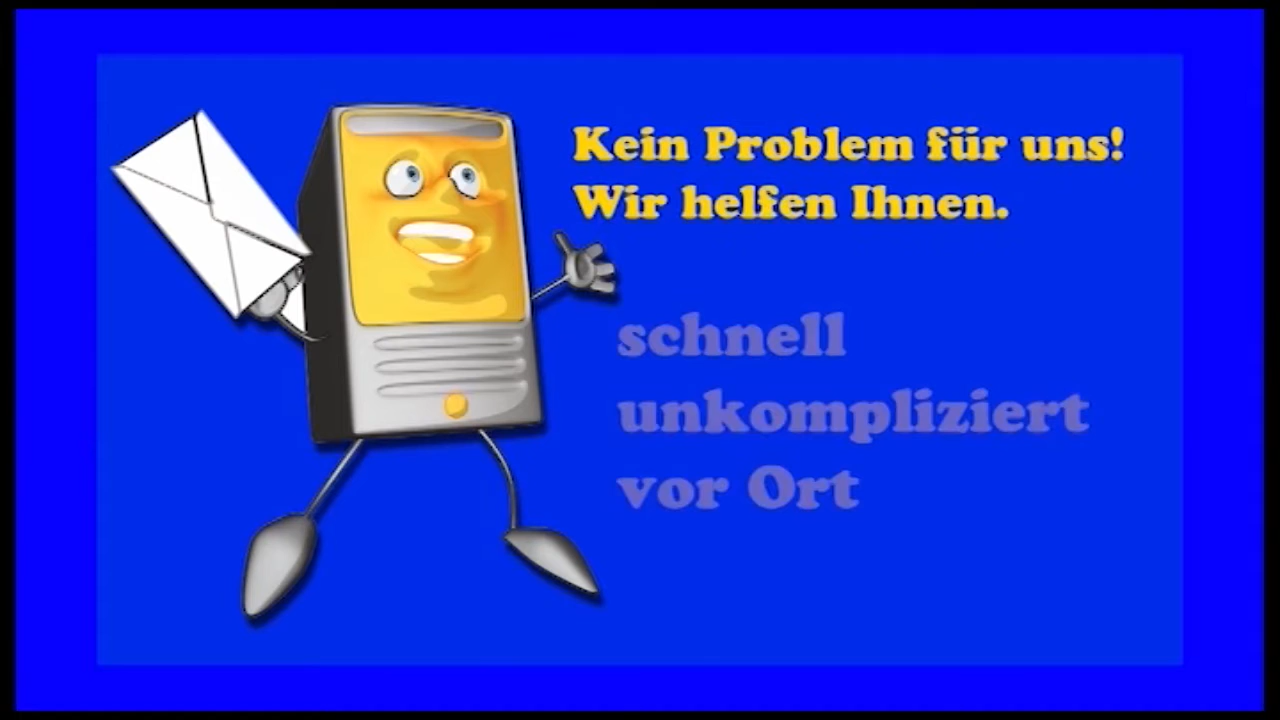 Kein Problem für uns!
Wir helfen Ihnen.
schnell
unkompliziert
vor Ort